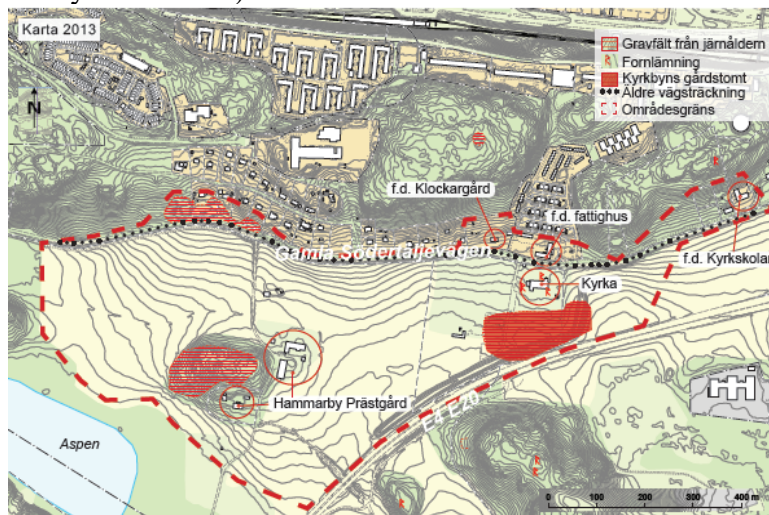 Karta 2013
Gravfält från järnåldern
Fornlämning
Kyrkbyns gårdstomt
Äldre vägsträckning
Områdesgräns
N
f.d. Klockargård
f.d. fattighus
Gamla Södertäljevägen
f.d. Kyrkskolan
Kyrka
Hammarby Prästgård
E4 E20
Aspen
0 100 200 300 400 m